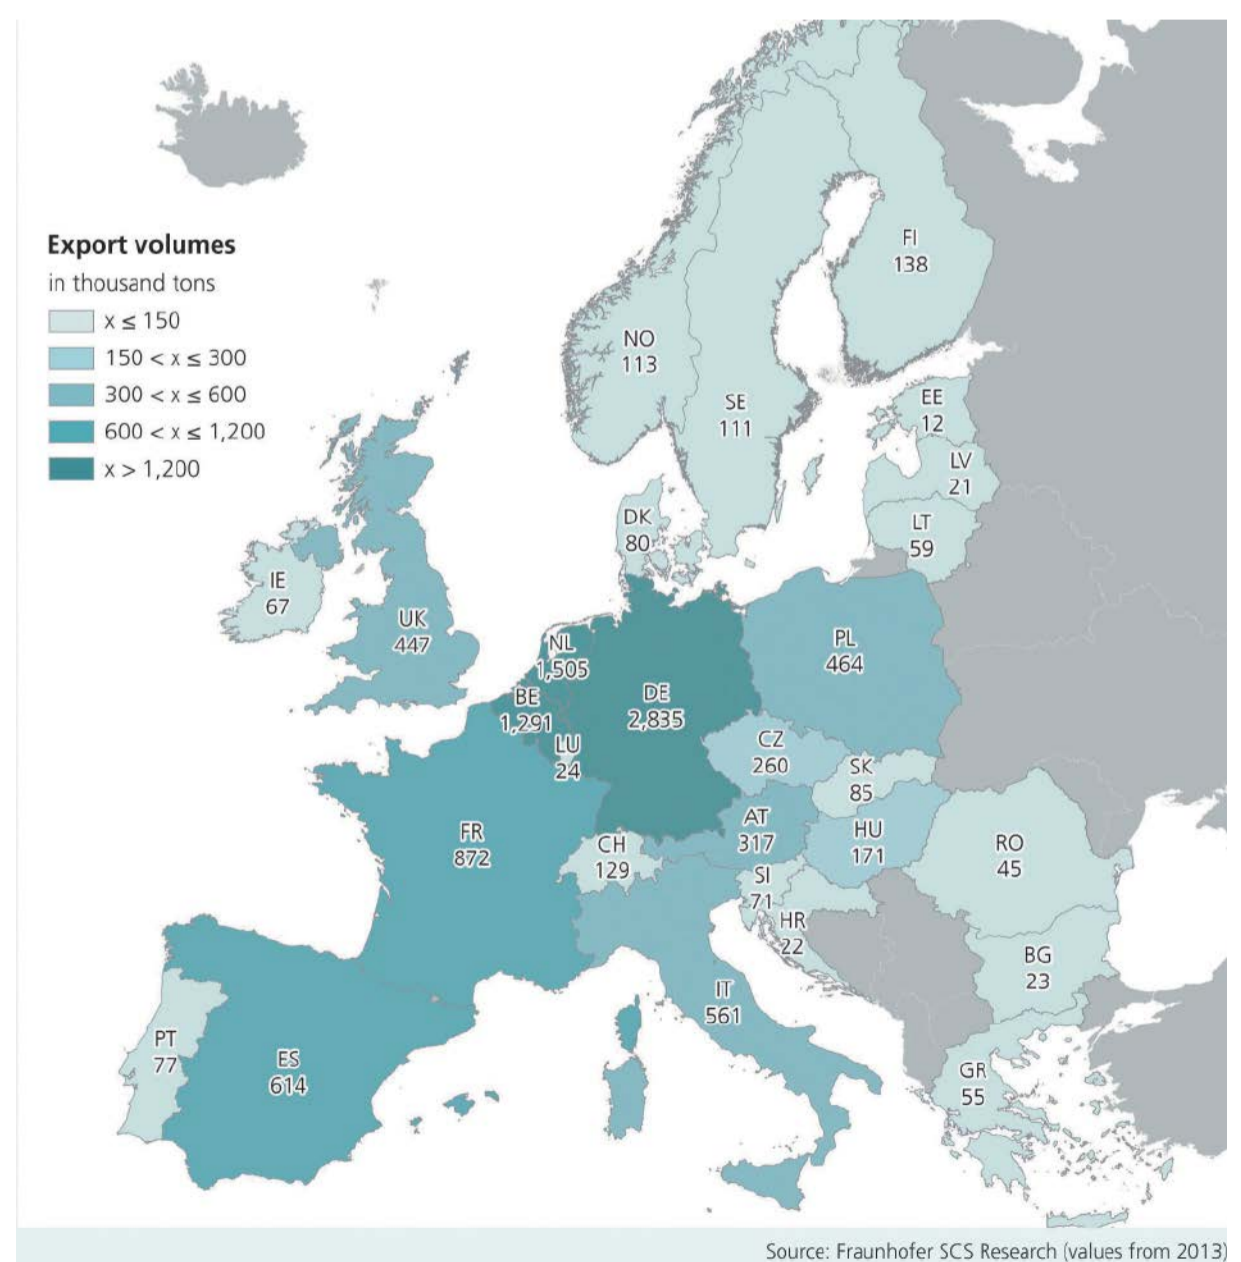 Export volumes
in thousand tons
x ≤ 150
150 < x ≤ 300
300 < x ≤ 600
600 < x ≤ 1,200
x > 1,200
FI
138
NO
113
SE
111
EE
12
LV
21
LT
59
DK
80
IE
67
UK
447
NL
1,505
BE
1,291
LU
24
DE
2,835
PL
464
CZ
260
SK
85
AT
317
HU
171
FR
872
CH
129
SI
71
HR
22
RO
45
BG
23
IT
561
PT
77
ES
614
GR
55
Source: Fraunhofer SCS Research (values from 2013)